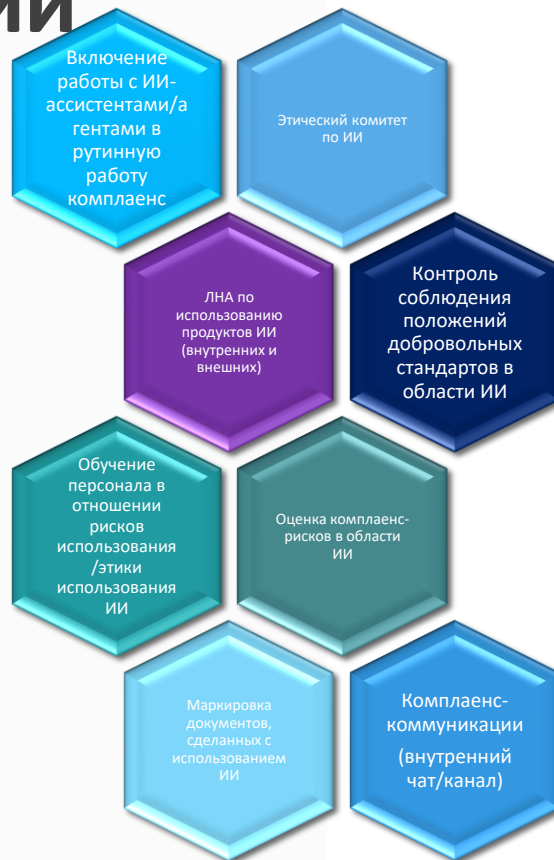 ии
Включение
работы с ИИ-
ассистентами/а
гентами в
рутинную
работу
комплаенс
Этический комитет
по ИИ
ЛНА по
использованию
продуктов ИИ
(внутренних и
внешних)
Контроль
соблюдения
положений
добровольных
стандартов в
области ИИ
Обучение
персонала в
отношении
рисков
использования
/этики
использования
ИИ
Оценка комплаенс-
рисков в области
ИИ
Маркировка
документов,
сделанных с
использованием
ИИ
Комплаенс-
коммуникации
(внутренний
чат/канал)